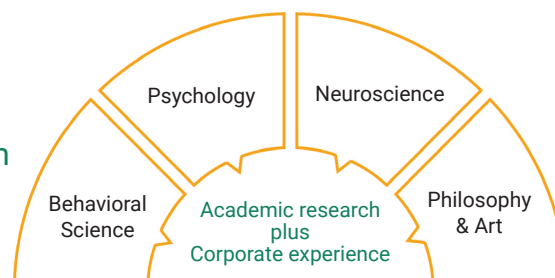 Psychology
Neuroscience
Behavioral
Science
Philosophy
& Art
Academic research
plus
Corporate experience